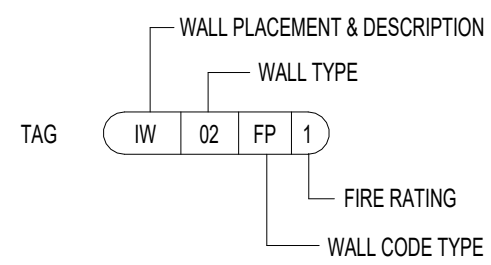 WALL PLACEMENT & DESCRIPTION
WALL TYPE
TAG IW 02 FP 1
FIRE RATING
WALL CODE TYPE